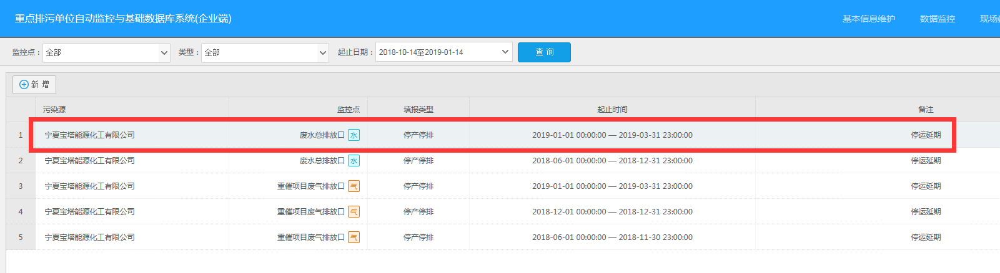 重点排污单位自动监控与基础数据库系统(企业端) 基本信息维护 数据监控 现场
监控点： 全部 类型： 全部 起止日期： 2018-10-14至2019-01-14 查 询
新 增
污染源 监控点 填报类型 起止时间 备注
1 宁夏宝塔能源化工有限公司 废水总排放口 水 停产停排 2019-01-01 00:00:00 — 2019-03-31 23:00:00 停运延期
2 宁夏宝塔能源化工有限公司 废水总排放口 水 停产停排 2018-06-01 00:00:00 — 2018-12-31 23:00:00 停运延期
3 宁夏宝塔能源化工有限公司 重催项目废气排放口 气 停产停排 2019-01-01 00:00:00 — 2019-03-31 23:00:00 停运延期
4 宁夏宝塔能源化工有限公司 重催项目废气排放口 气 停产停排 2018-12-01 00:00:00 — 2018-12-31 23:00:00 停运延期
5 宁夏宝塔能源化工有限公司 重催项目废气排放口 气 停产停排 2018-06-01 00:00:00 — 2018-11-30 23:00:00 停运延期